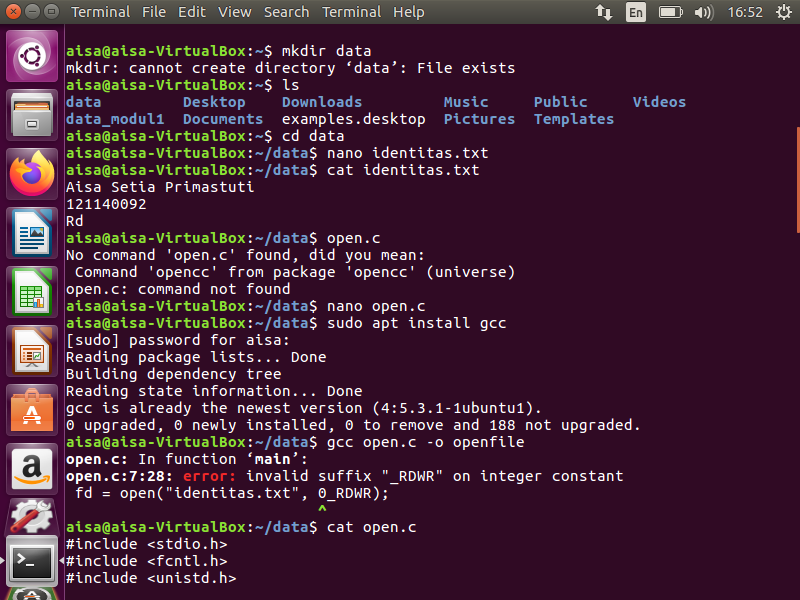 Terminal File Edit View Search Terminal Help En 16:52
aisa@aisa-VirtualBox:~$ mkdir data
mkdir: cannot create directory ‘data’: File exists
aisa@aisa-VirtualBox:~$ ls
data Desktop Downloads Music Public Videos
data_modul1 Documents examples.desktop Pictures Templates
aisa@aisa-VirtualBox:~$ cd data
aisa@aisa-VirtualBox:~/data$ nano identitas.txt
aisa@aisa-VirtualBox:~/data$ cat identitas.txt
Aisa Setia Primastuti
121140092
Rd
aisa@aisa-VirtualBox:~/data$ open.c
No command 'open.c' found, did you mean:
 Command 'opencc' from package 'opencc' (universe)
open.c: command not found
aisa@aisa-VirtualBox:~/data$ nano open.c
aisa@aisa-VirtualBox:~/data$ sudo apt install gcc
[sudo] password for aisa:
Reading package lists... Done
Building dependency tree
Reading state information... Done
gcc is already the newest version (4:5.3.1-1ubuntu1).
0 upgraded, 0 newly installed, 0 to remove and 188 not upgraded.
aisa@aisa-VirtualBox:~/data$ gcc open.c -o openfile
open.c: In function ‘main’:
open.c:7:28: error: invalid suffix "_RDWR" on integer constant
 fd = open("identitas.txt", 0_RDWR);
^
aisa@aisa-VirtualBox:~/data$ cat open.c
#include <stdio.h>
#include <fcntl.h>
#include <unistd.h>